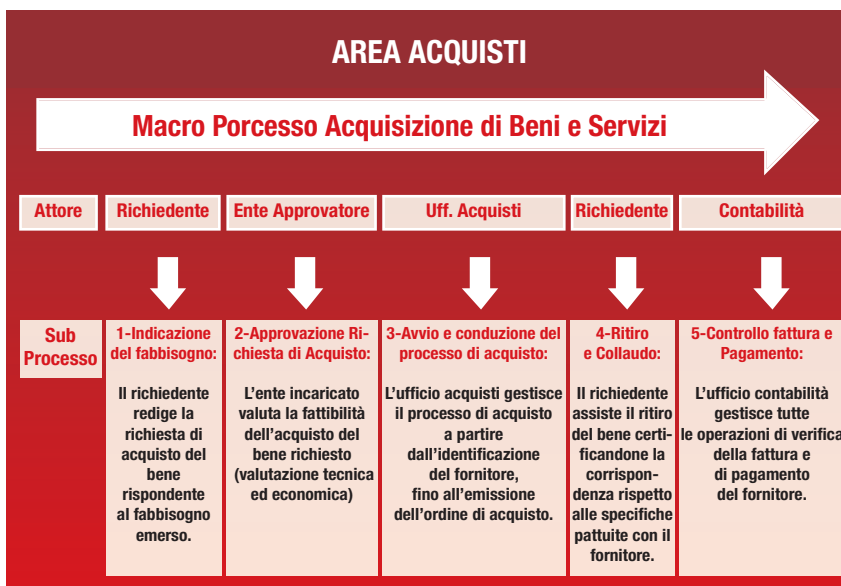 AREA ACQUISTI
Macro Porcesso Acquisizione di Beni e Servizi
Attore
Richiedente
Ente Approvatore
Uff. Acquisti
Richiedente
Contabilità
Sub
Processo
1-Indicazione
del fabbisogno:
Il richiedente
redige la
richiesta di
acquisto del
bene
rispondente
al fabbisogno
emerso.
2-Approvazione Ri-
chiesta di Acquisto:
L'ente incaricato
valuta la fattibilità
dell'acquisto del
bene richiesto
(valutazione tecnica
ed economica)
3-Avvio e conduzione del
processo di acquisto:
L'ufficio acquisti gestisce
il processo di acquisto
a partire
dall'identificazione
del fornitore,
fino all'emissione
dell'ordine di acquisto.
4-Ritiro
e Collaudo:
Il richiedente
assiste il ritiro
del bene certi-
ficandone la
corrispon-
denza rispetto
alle specifiche
pattuite con il
fornitore.
5-Controllo fattura e
Pagamento:
L'ufficio contabilità
gestisce tutte
le operazioni di verifica
della fattura e
di pagamento
del fornitore.